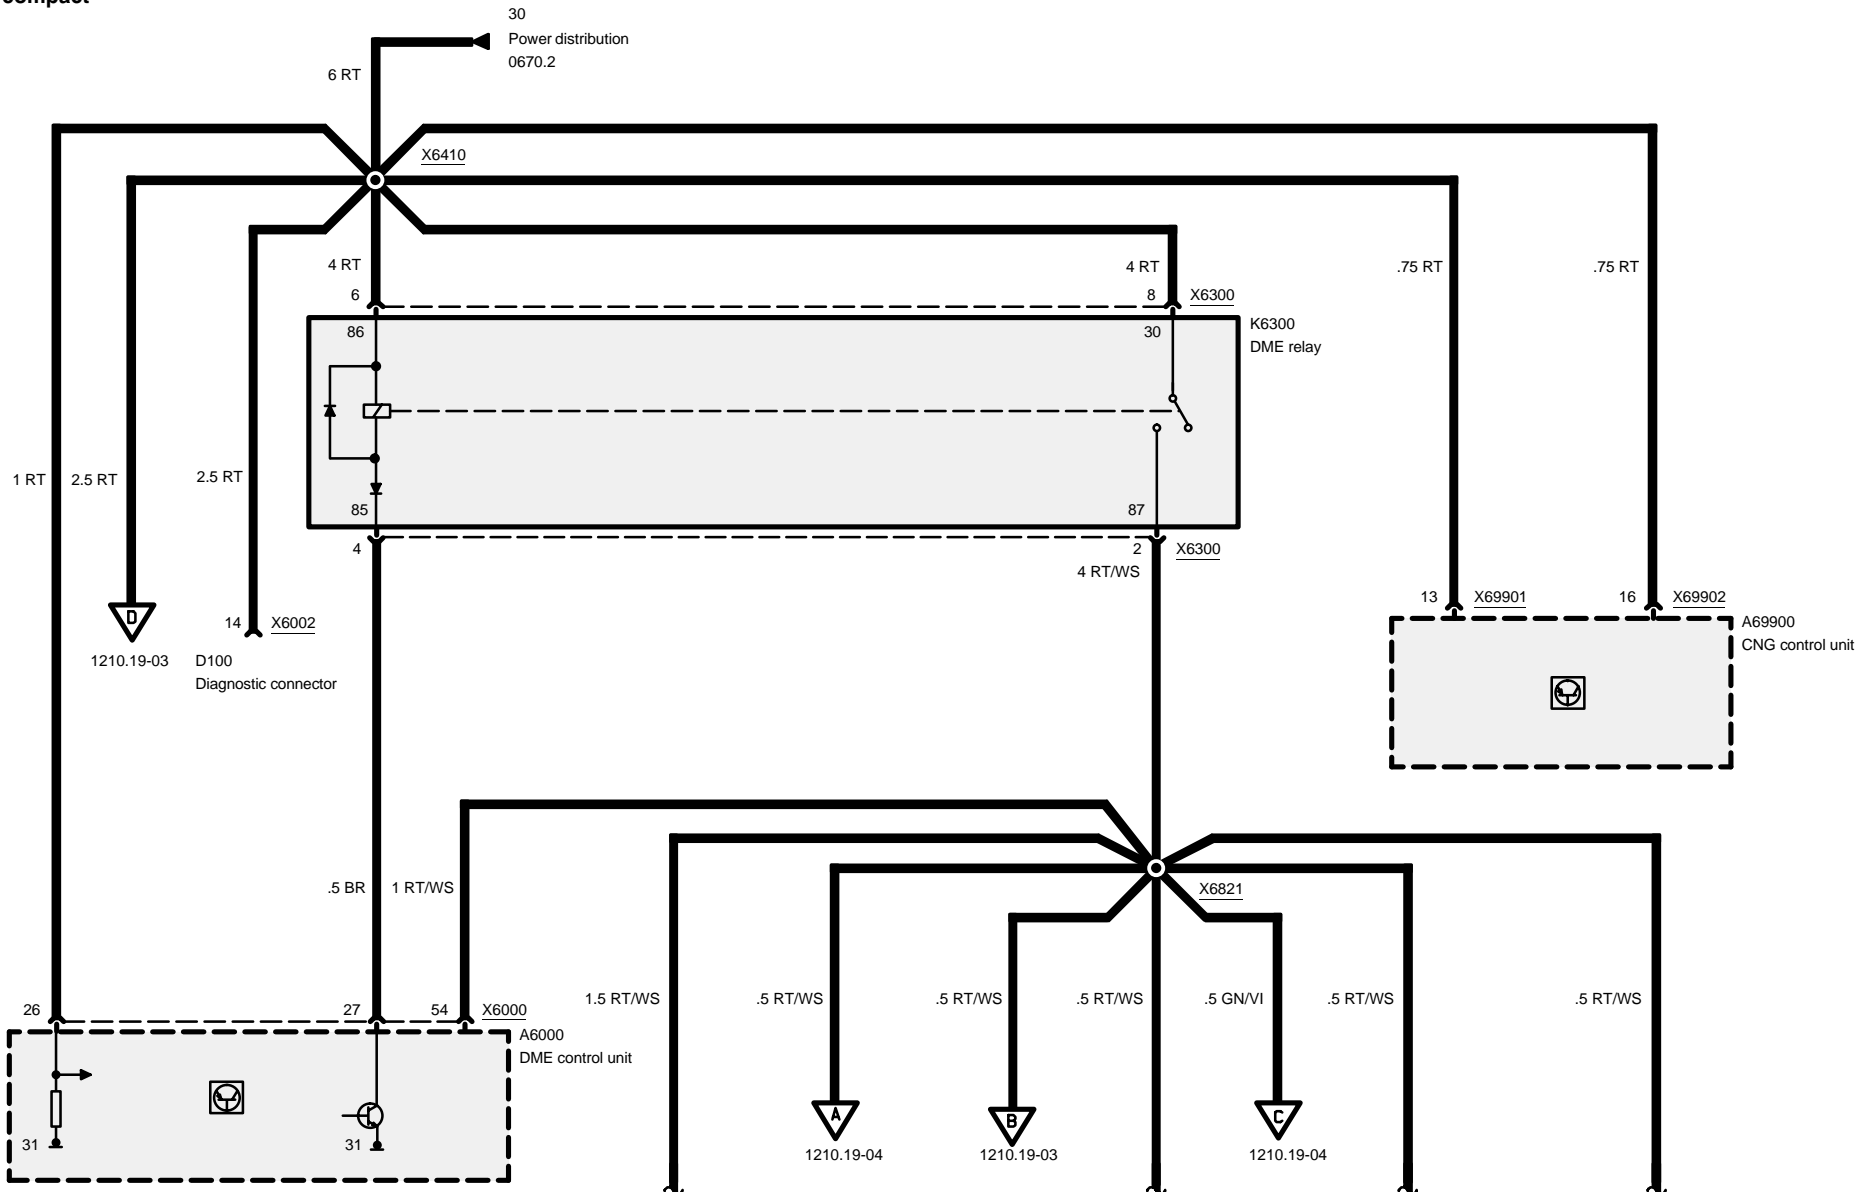 compact
30
Power distribution
0670.2
6 RT
X6410
4 RT
4 RT
.75 RT
.75 RT
6
8
X6300
86
30
K6300
DME relay
1 RT
2.5 RT
2.5 RT
85
87
4
2
X6300
4 RT/WS
D
1210.19-03
14
X6002
D100
Diagnostic connector
13
X69901
16
X69902
A69900
CNG control unit
.5 BR
1 RT/WS
X6821
1.5 RT/WS
.5 RT/WS
.5 RT/WS
.5 RT/WS
.5 GN/VI
.5 RT/WS
.5 RT/WS
26
27
54
X6000
A6000
DME control unit
31
31
A
1210.19-04
B
1210.19-03
C
1210.19-04